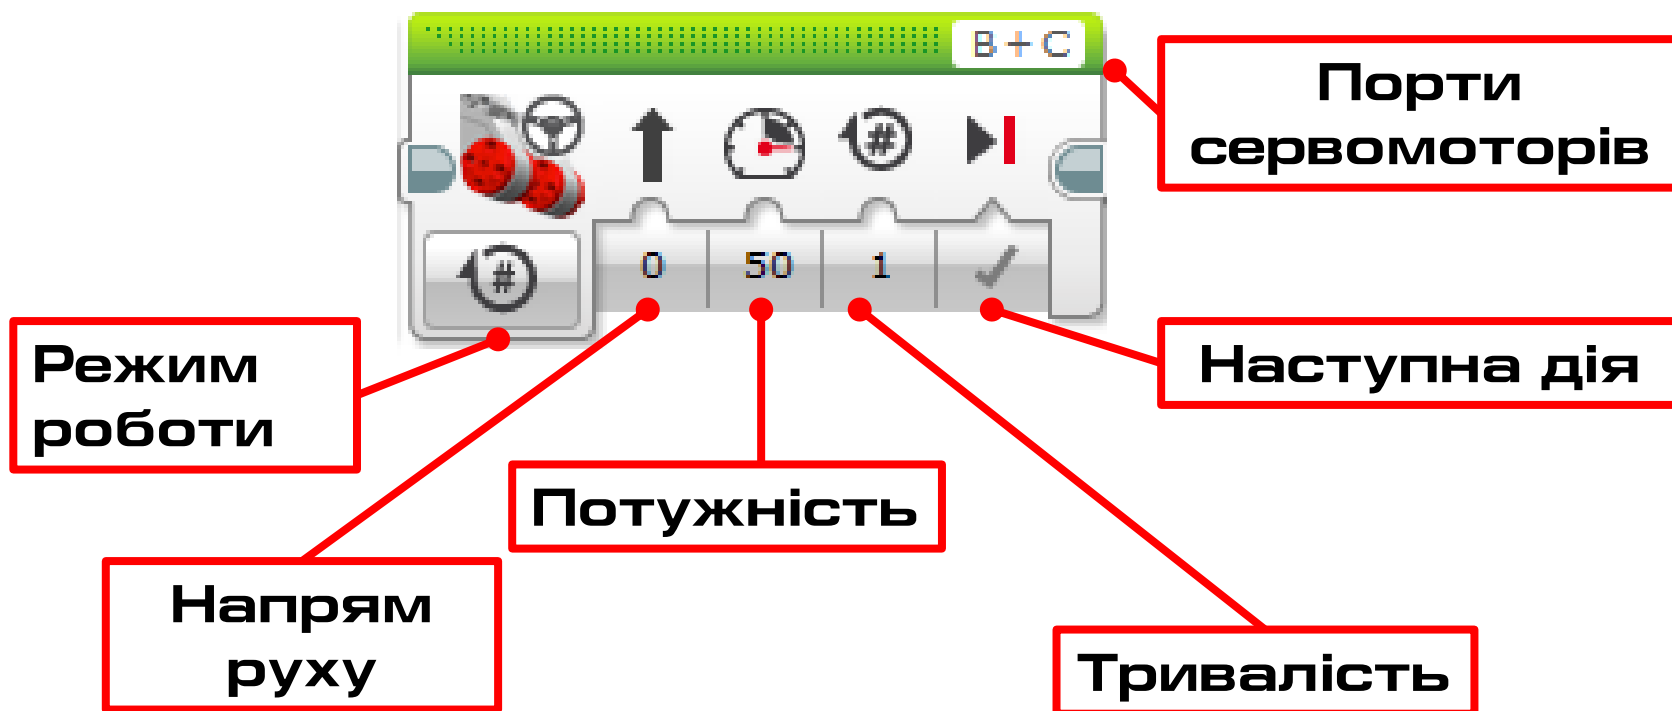 B + C
Порти
сервомоторів
#
#
0
50
1
Режим
роботи
Наступна дія
Потужність
Напрям
руху
Тривалість